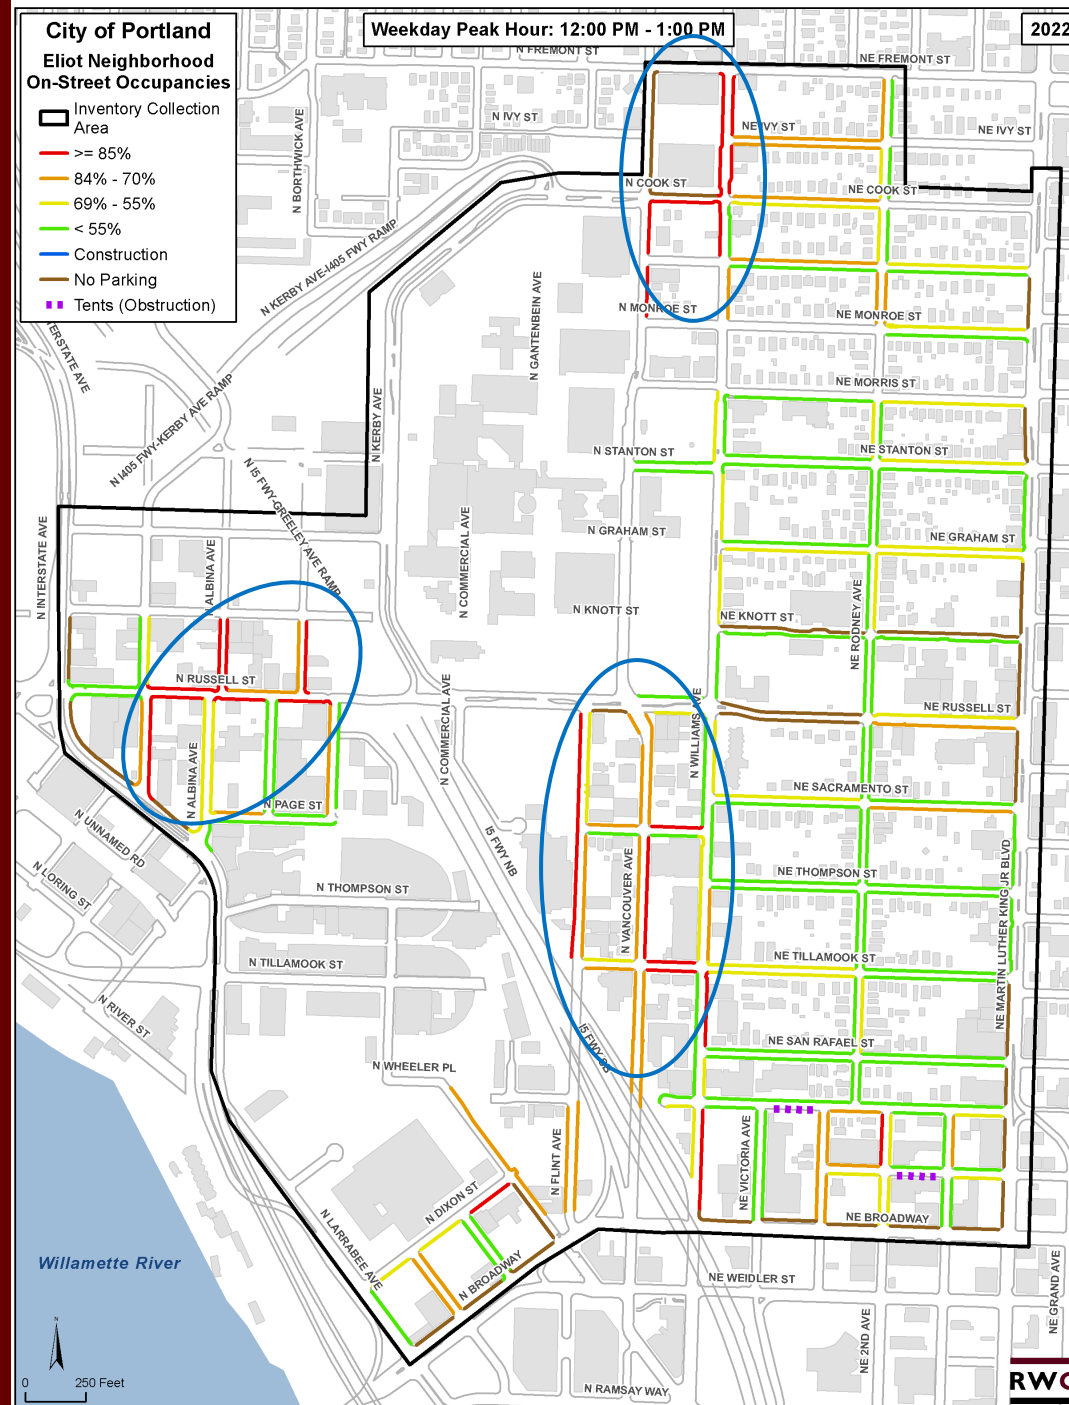 City of Portland
Eliot Neighborhood
On-Street Occupancies
Inventory Collection
Area
>= 85%
84% - 70%
69% - 55%
< 55%
Construction
No Parking
Tents (Obstruction)
Weekday Peak Hour: 12:00 PM - 1:00 PM
2022
N FREMONT ST
NE FREMONT ST
N IVY ST
NE IVY ST
NE IVY ST
N BORTHWICK AVE
N COOK ST
NE COOK ST
N KERBY AVE-I405 FWY RAMP
N GANTENBEIN AVE
N MONROE ST
NE MONROE ST
ERSTATE AVE
NE MORRIS ST
N I405 FWY-KERBY AVE RAMP
N KERBY AVE
N STANTON ST
NE STANTON ST
N I5 FWY-GREELEY AVE RAMP
N INTERSTATE AVE
N ALBINA AVE
N COMMERCIAL AVE
N GRAHAM ST
NE GRAHAM ST
N KNOTT ST
NE KNOTT ST
NE RODNEY AVE
N RUSSELL ST
NE RUSSELL ST
N COMMERCIAL AVE
N WILLIAMS AVE
N ALBINA AVE
N PAGE ST
NE SACRAMENTO ST
N UNNAMED RD
I5 FWY NB
N LORING ST
N THOMPSON ST
N VANCOUVER AVE
NE THOMPSON ST
NE MARTIN LUTHER KING JR BLVD
N TILLAMOOK ST
NE TILLAMOOK ST
N RIVER ST
I5 FWY SB
NE SAN RAFAEL ST
N WHEELER PL
N FLINT AVE
NE VICTORIA AVE
N DIXON ST
N LARRABEE AVE
NE BROADWAY
N BROADWAY
Willamette River
NE WEIDLER ST
NE GRAND AVE
NE 2ND AVE
N
0 250 Feet
N RAMSAY WAY
RW